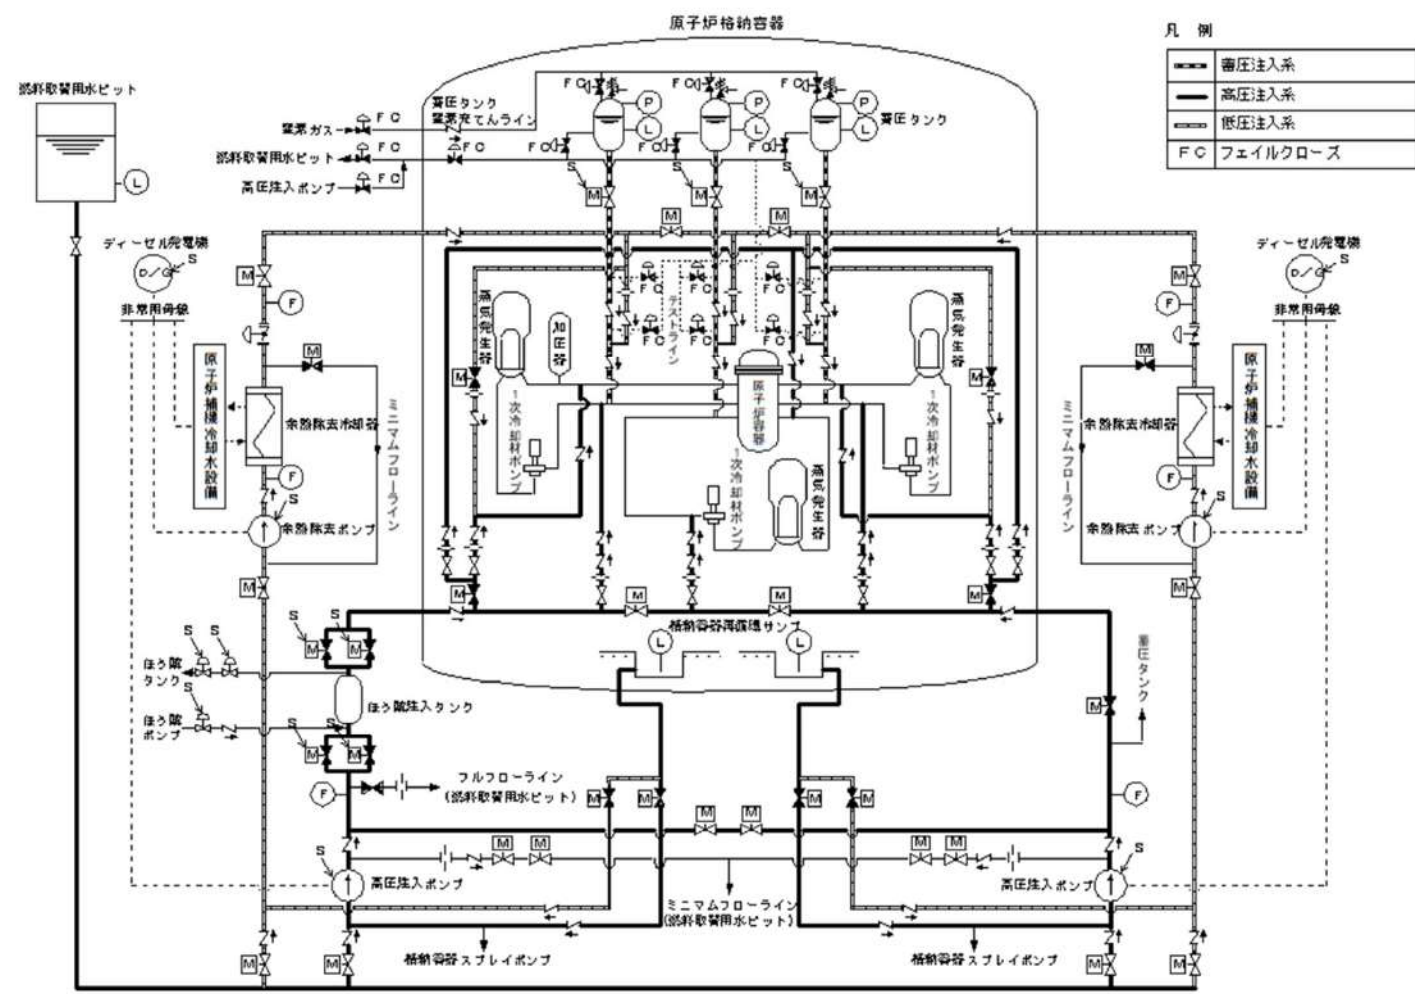 原子炉格納容器
凡 例
蓄圧注入系
高圧注入系
低圧注入系
FC フェイルクローズ
燃料取替用水ピット
L
蓄圧タンク
窒素充てんライン
窒素ガス
FC
燃料取替用水ピット
FC
FC
高圧注入ポンプ
FC
FC
FC
FC
P
L
P
L
P
L
蓄圧タンク
FC
FC
FC
S
M
S
M
S
M
M
M
ディーゼル発電機
D/G
S
非常用母線
M
F
M
原子炉補機冷却水設備
余熱除去冷却器
F
S
余熱除去ポンプ
M
ミニマムフローライン
蒸気発生器
加圧器
FC
FC
FC
FC
FC
FC
テストライン
M
1次冷却材ポンプ
原子炉容器
1次冷却材ポンプ
蒸気発生器
蒸気発生器
1次冷却材ポンプ
M
ディーゼル発電機
D/G
S
非常用母線
M
F
M
原子炉補機冷却水設備
余熱除去冷却器
F
S
余熱除去ポンプ
M
ミニマムフローライン
M
M
M
M
格納容器再循環サンプ
L
L
S
S
M
M
S
S
ほう酸
タンク
S
ほう酸
ポンプ
ほう酸注入タンク
S
S
M
M
F
フルフローライン
(燃料取替用水ピット)
M
蓄圧タンク
F
M
M
M
M
M
M
M
M
M
M
S
高圧注入ポンプ
S
高圧注入ポンプ
ミニマムフローライン
(燃料取替用水ピット)
格納容器スプレイポンプ
格納容器スプレイポンプ
M
M
M
M